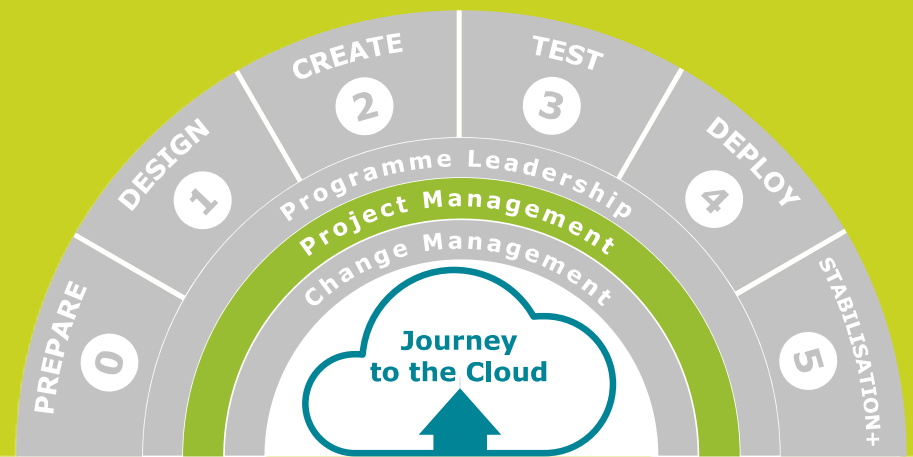 PREPARE
0
DESIGN
1
CREATE
2
TEST
3
DEPLOY
4
STABILISATION+
5
Programme Leadership
Project Management
Change Management
Journey
to the Cloud